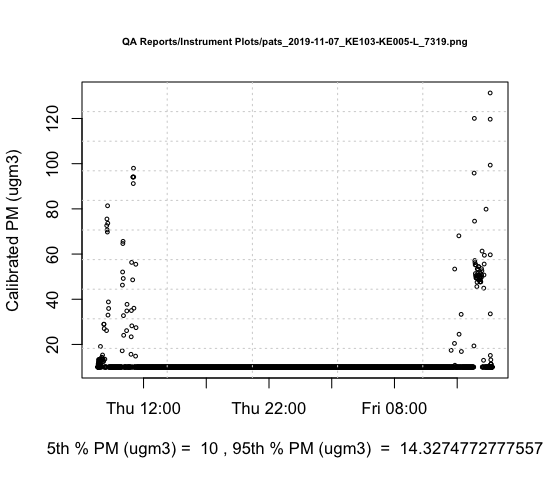 QA Reports/Instrument Plots/pats_2019-11-07_KE103-KE005-L_7319.png
Calibrated PM (ugm3)
120
100
80
60
40
20
Thu 12:00 Thu 22:00 Fri 08:00
5th % PM (ugm3) = 10 , 95th % PM (ugm3) = 14.3274772777557